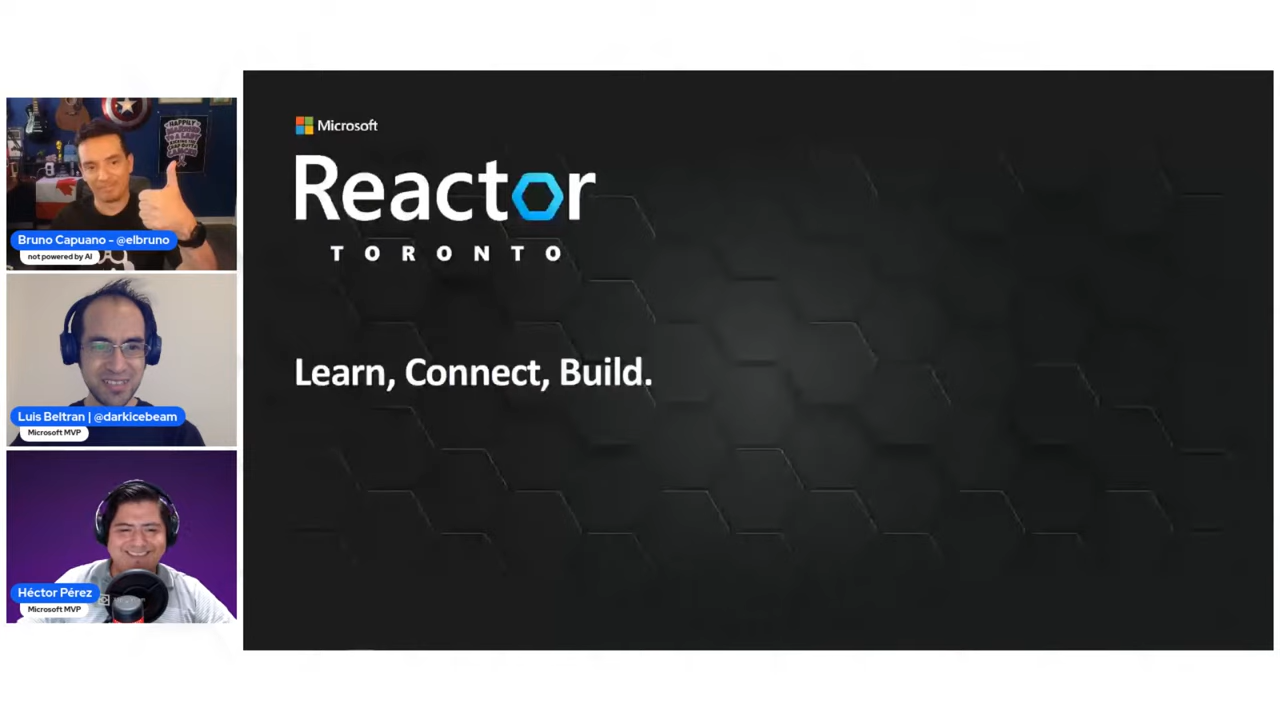 Microsoft
Reactor
TORONTO
Learn, Connect, Build.
Bruno Capuano - @elbruno
not powered by AI
Luis Beltran | @darkicebeam
Microsoft MVP
Héctor Pérez
Microsoft MVP